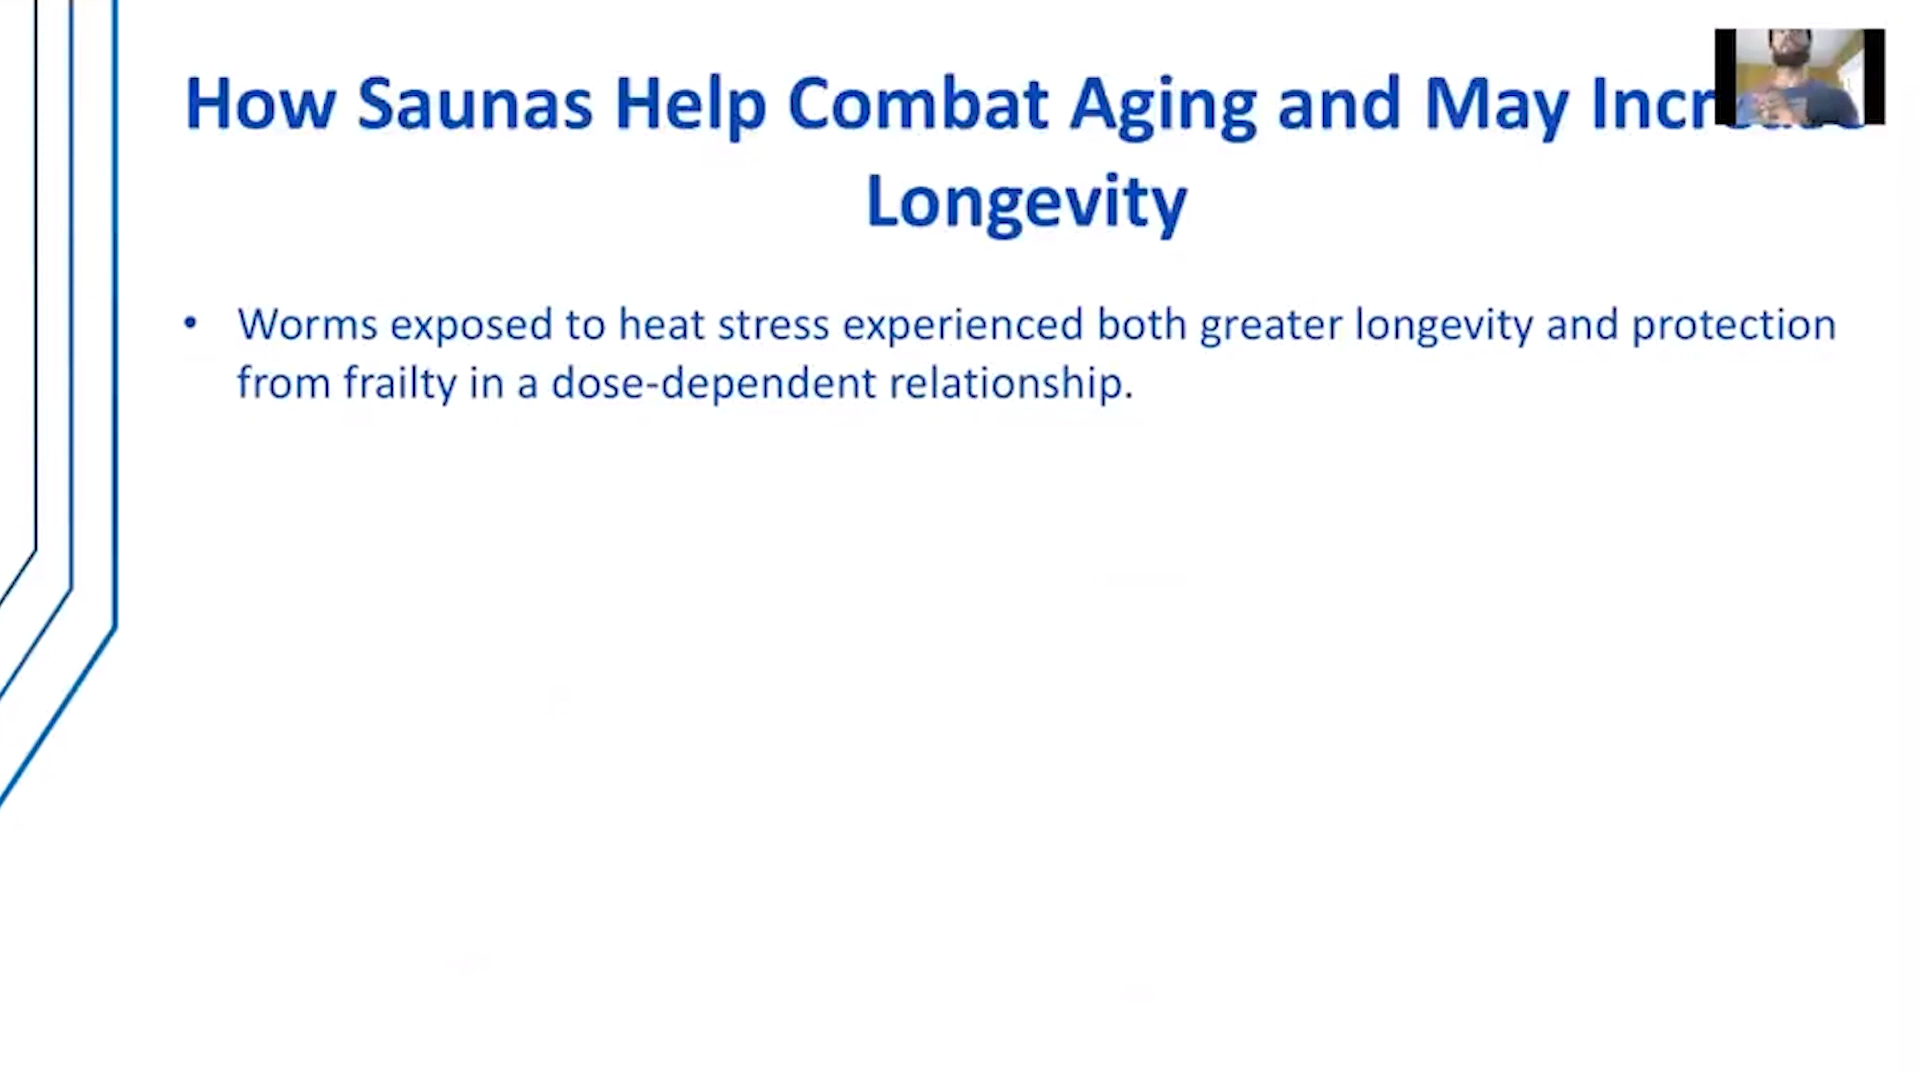 How Saunas Help Combat Aging and May
Longevity
• Worms exposed to heat stress experienced both greater longevity and protection
from frailty in a dose-dependent relationship.